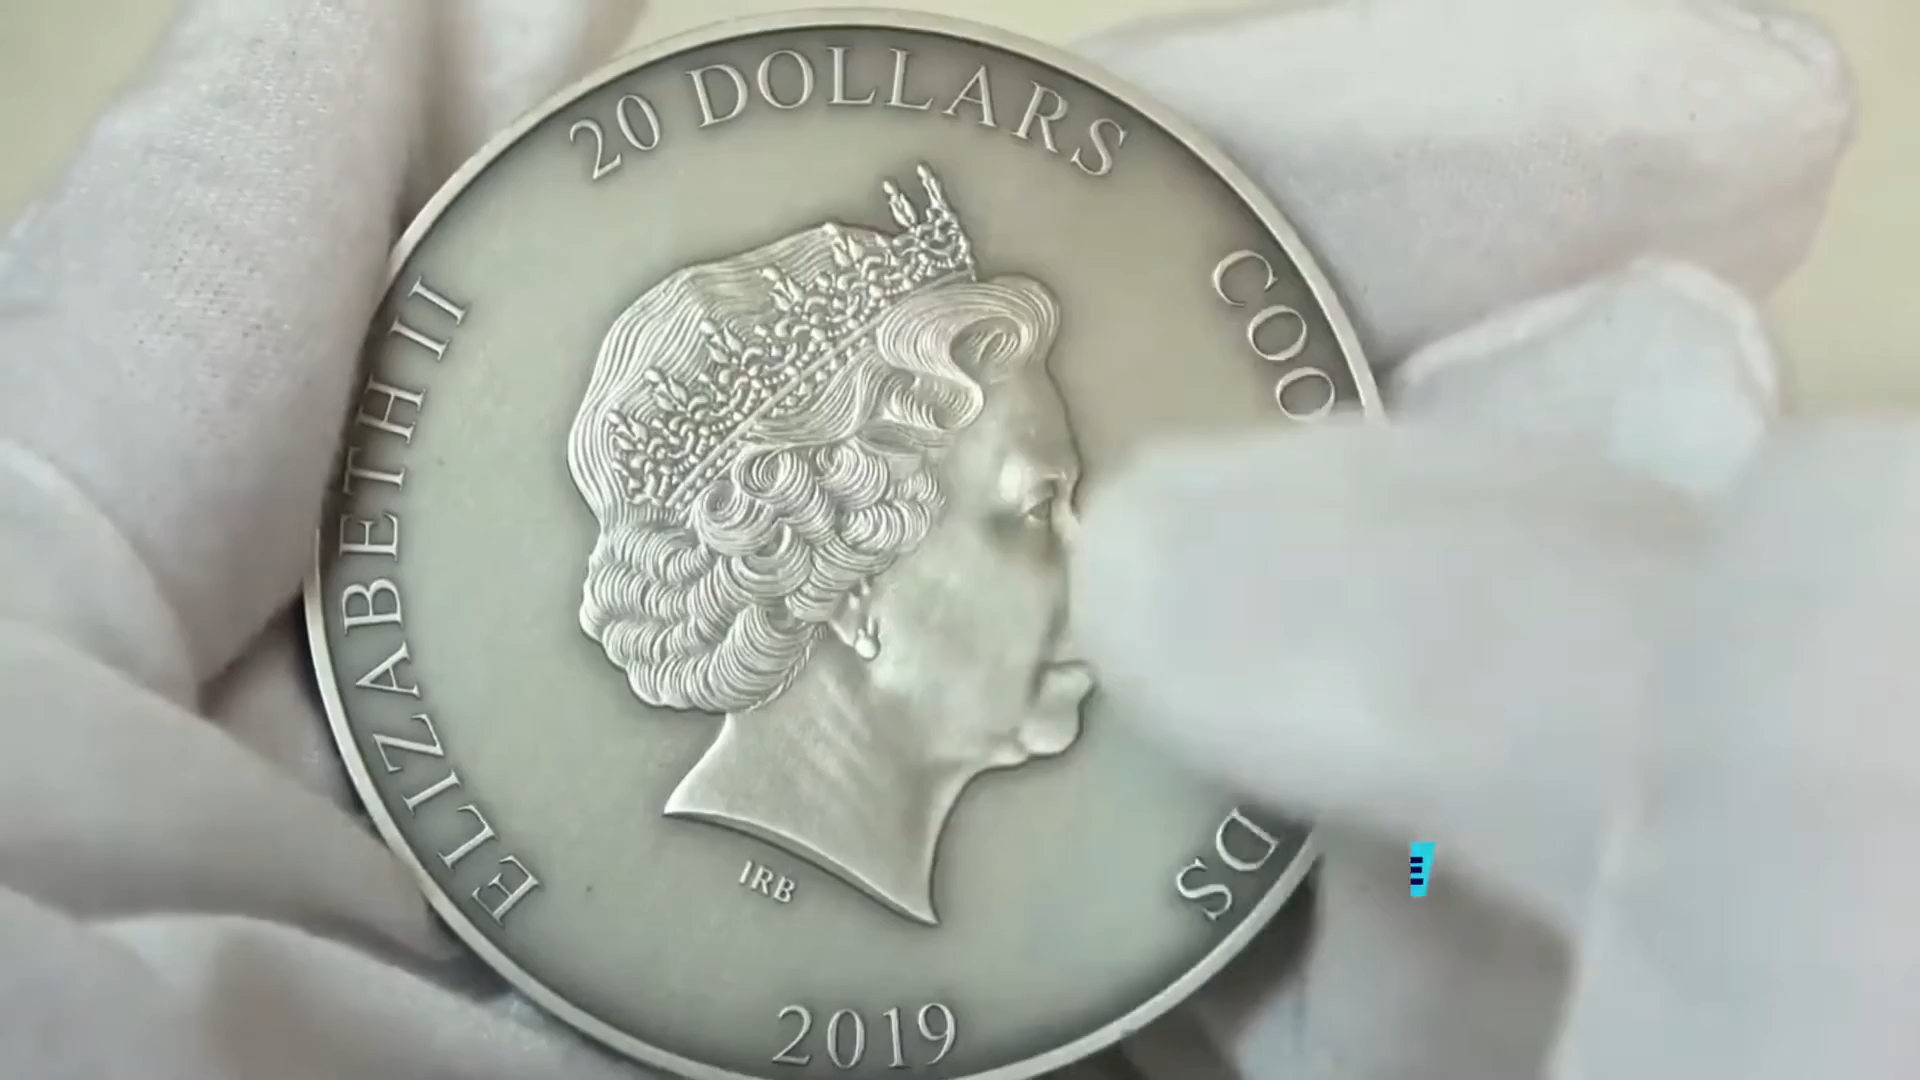 20 DOLLARS
ELIZABETH II
COO
DS
IRB
2019